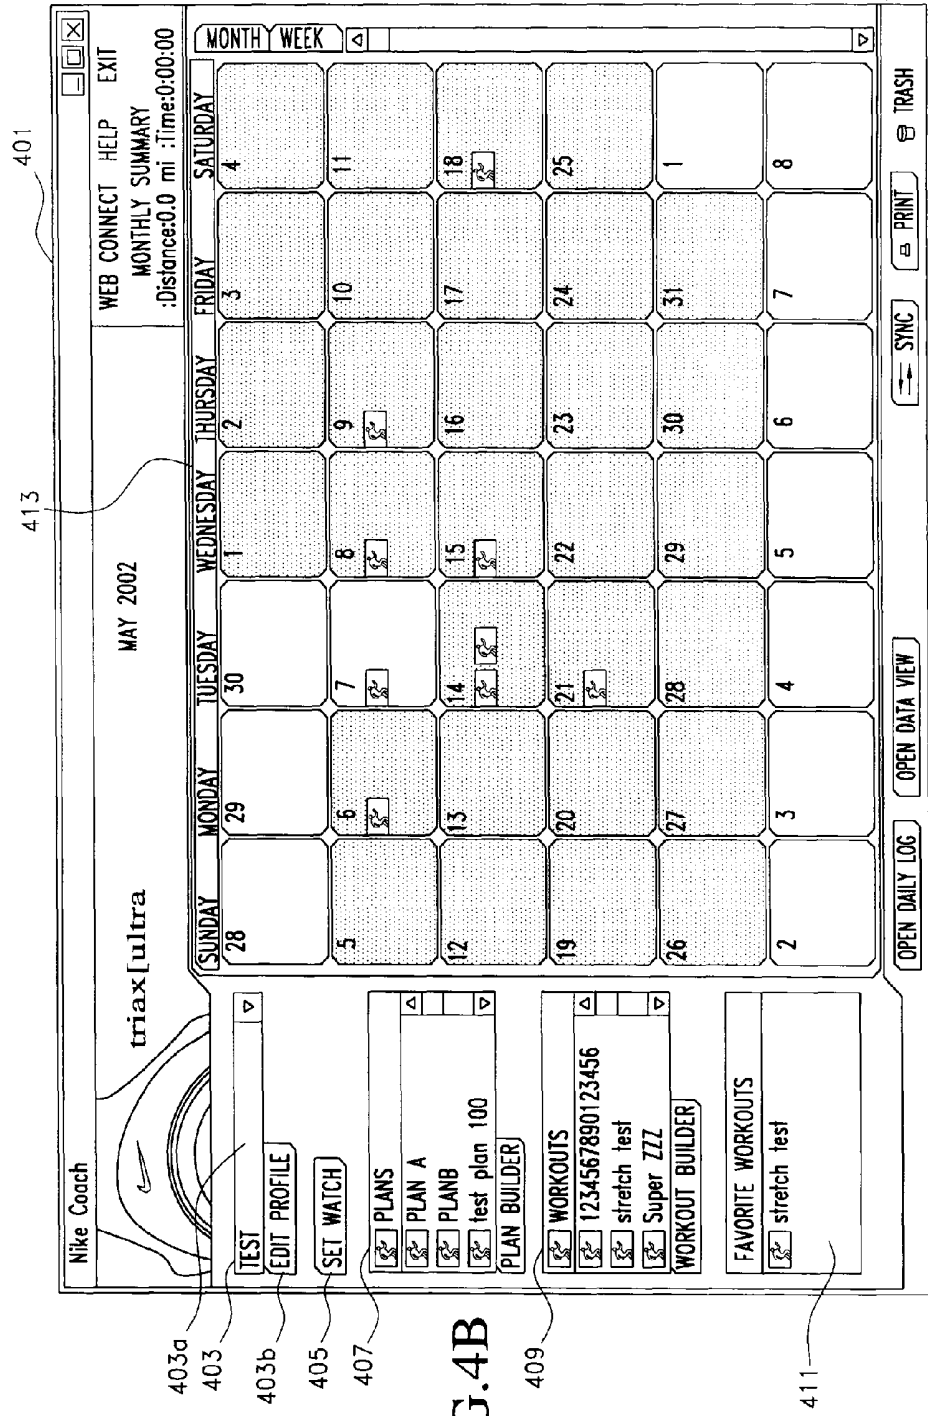 401
Nike Coach
triax[ultra
MAY 2002
WEB CONNECT HELP EXIT
MONTHLY SUMMARY
:Distance:0.0 mi :Time:0:00:00
413
403a
403
TEST
403b
EDIT PROFILE
405
SET WATCH
407
PLANS
PLAN A
PLANB
test plan 100
PLAN BUILDER
409
WORKOUTS
1234567890123456
stretch test
Super ZZZ
WORKOUT BUILDER
FAVORITE WORKOUTS
stretch test
411
SUNDAY MONDAY TUESDAY WEDNESDAY THURSDAY FRIDAY SATURDAY
MONTH WEEK
28 29 30 1 2 3 4
5 6 7 8 9 10 11
12 13 14 15 16 17 18
19 20 21 22 23 24 25
26 27 28 29 30 31 1
2 3 4 5 6 7 8
OPEN DAILY LOG OPEN DATA VIEW SYNC PRINT TRASH
G.4B